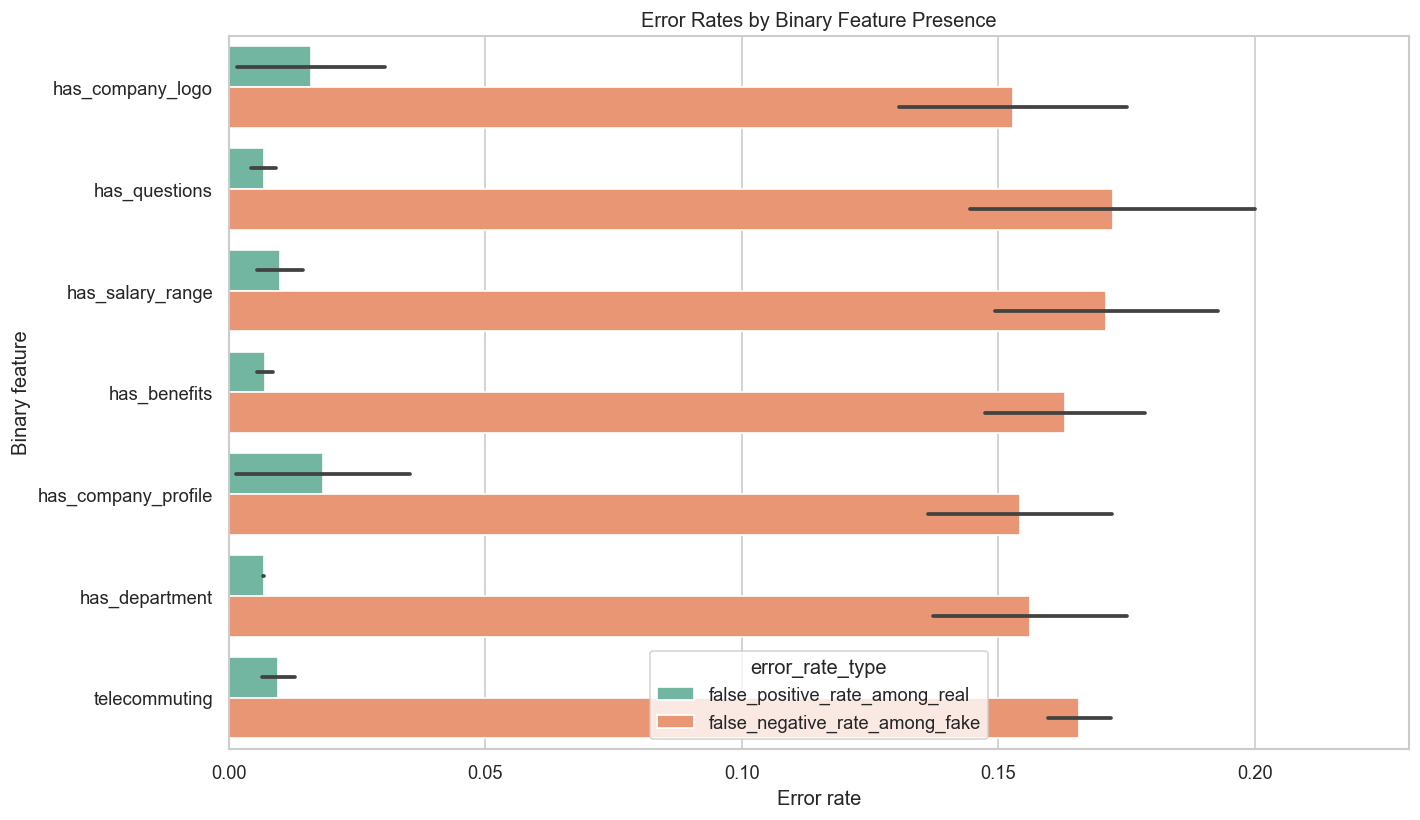 Error Rates by Binary Feature Presence
Binary feature
has_company_logo
has_questions
has_salary_range
has_benefits
has_company_profile
has_department
telecommuting
error_rate_type
false_positive_rate_among_real
false_negative_rate_among_fake
0.00 0.05 0.10 0.15 0.20
Error rate